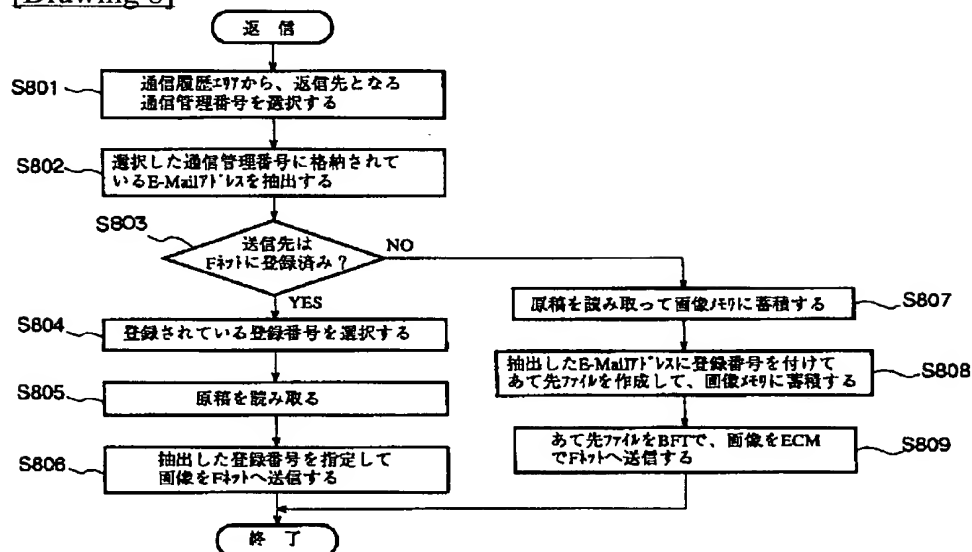 [Drawing 8]
返 信
S801
通信履歴ｴﾘｱから、返信先となる
通信管理番号を選択する
S802
選択した通信管理番号に格納されて
いるE-Mailｱﾄﾞﾚｽを抽出する
S803
送信先は
Fﾈｯﾄに登録済み？
NO
YES
S804
登録されている登録番号を選択する
S805
原稿を読み取る
S806
抽出した登録番号を指定して
画像をFﾈｯﾄへ送信する
原稿を読み取って画像ﾒﾓﾘに蓄積する
S807
抽出したE-Mailｱﾄﾞﾚｽに登録番号を付けて
あて先ﾌｧｲﾙを作成して、画像ﾒﾓﾘに蓄積する
S808
あて先ﾌｧｲﾙをBFTで、画像をECM
でFﾈｯﾄへ送信する
S809
終 了